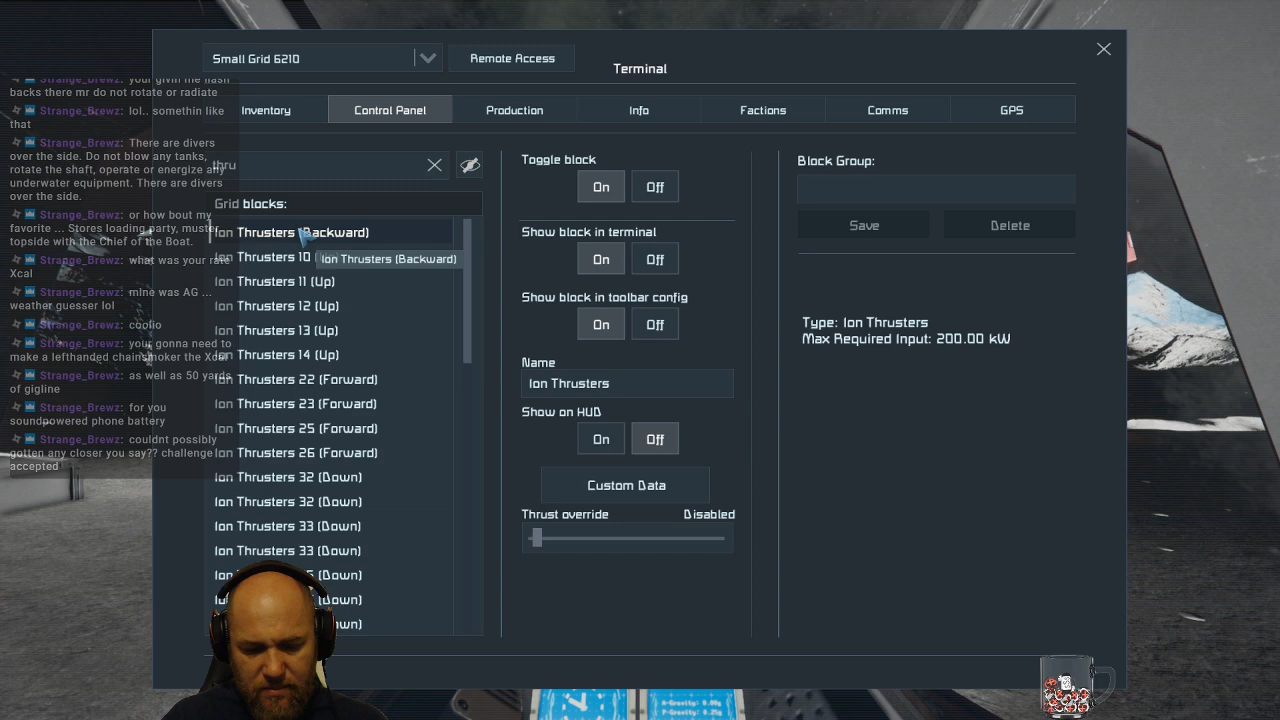 Small Grid 6210
Remote Access
Terminal
Inventory
Control Panel
Production
Info
Factions
Comms
GPS
Strange_Brewz: your givin me flash
backs there mr do not rotate or radiate
Strange_Brewz: lol.. somethin like
that
Strange_Brewz: There are divers
over the side. Do not blow any tanks,
rotate the shaft, operate or energize any
underwater equipment. There are divers
over the side.
Strange_Brewz: or how bout my
favorite ... Stores loading party, muster
topside with the Chief of the Boat.
Strange_Brewz: what was your rate
Xcal
Strange_Brewz: mine was AG ...
weather guesser lol
Strange_Brewz: coolio
Strange_Brewz: your gonna need to
make a lefthanded chainsmoker the Xcal
Strange_Brewz: as well as 50 yards
of gigline
Strange_Brewz: for you
soundpowered phone battery
Strange_Brewz: couldnt possibly
gotten any closer you say?? challenge
accepted
thru
Grid blocks:
Ion Thrusters (Backward)
Ion Thrusters 10
Ion Thrusters (Backward)
Ion Thrusters 11 (Up)
Ion Thrusters 12 (Up)
Ion Thrusters 13 (Up)
Ion Thrusters 14 (Up)
Ion Thrusters 22 (Forward)
Ion Thrusters 23 (Forward)
Ion Thrusters 25 (Forward)
Ion Thrusters 26 (Forward)
Ion Thrusters 32 (Down)
Ion Thrusters 32 (Down)
Ion Thrusters 33 (Down)
Ion Thrusters 33 (Down)
Toggle block
On Off
Show block in terminal
On Off
Show block in toolbar config
On Off
Name
Ion Thrusters
Show on HUD
On Off
Custom Data
Thrust override Disabled
Block Group:
Save
Delete
Type: Ion Thrusters
Max Required Input: 200.00 kW